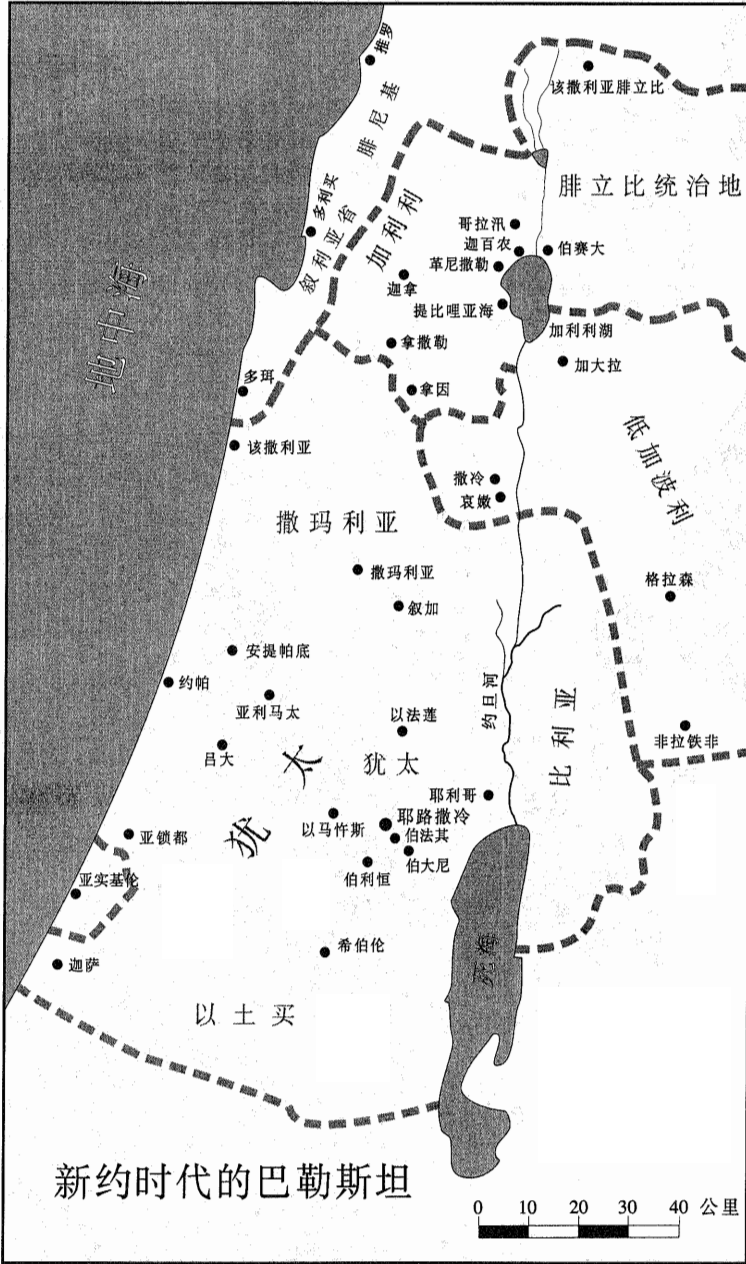 推罗
该撒利亚腓立比
腓尼基
腓立比统治地
多利买
叙利亚省
加利利
哥拉汛
迦百农
伯赛大
革尼撒勒
迦拿
提比哩亚海
地中海
加利利湖
拿撒勒
加大拉
多珥
拿因
低加波利
该撒利亚
撒冷
哀嫩
撒玛利亚
撒玛利亚
格拉森
叙加
安提帕底
约帕
约旦河
亚利马太
比利亚
以法莲
非拉铁非
吕大
犹太
犹太
耶利哥
以马忤斯
耶路撒冷
亚锁都
伯法其
伯大尼
伯利恒
亚实基伦
希伯伦
迦萨
死海
以土买
新约时代的巴勒斯坦
0 10 20 30 40 公里